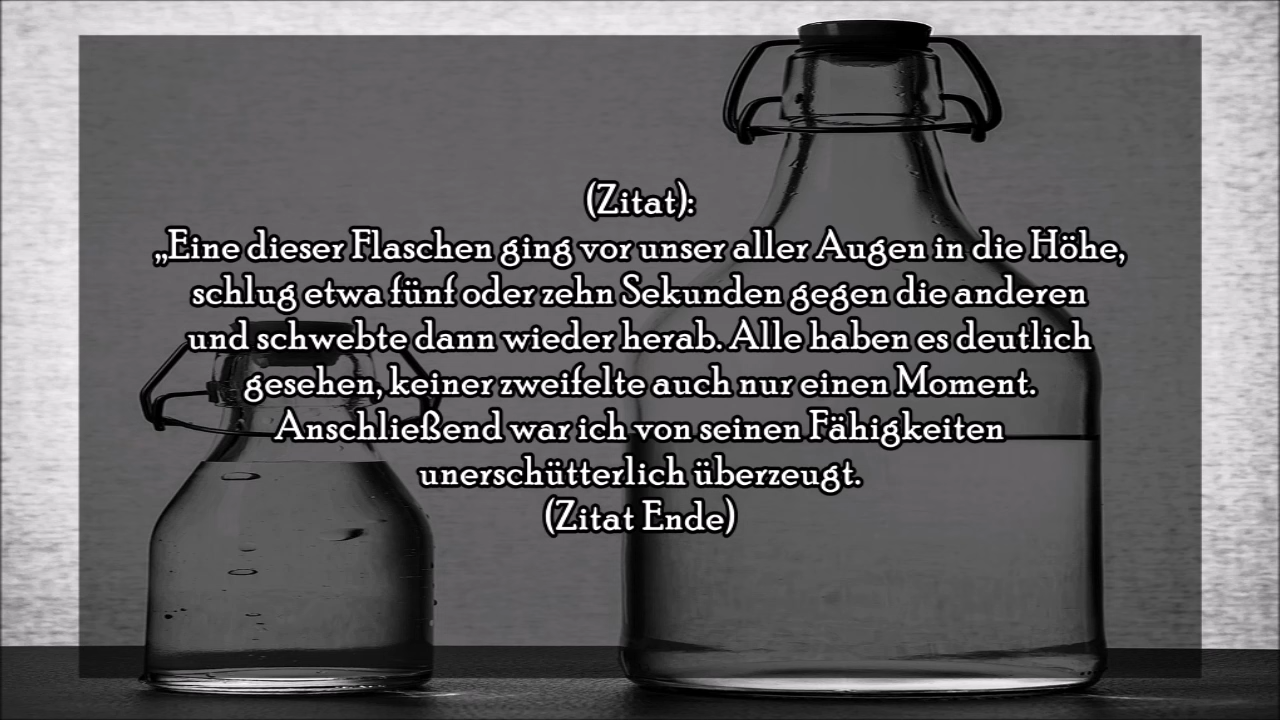 (Zitat):
„Eine dieser Flaschen ging vor unser aller Augen in die Höhe,
schlug etwa fünf oder zehn Sekunden gegen die anderen
und schwebte dann wieder herab. Alle haben es deutlich
gesehen, keiner zweifelte auch nur einen Moment.
Anschließend war ich von seinen Fähigkeiten
unerschütterlich überzeugt.
(Zitat Ende)